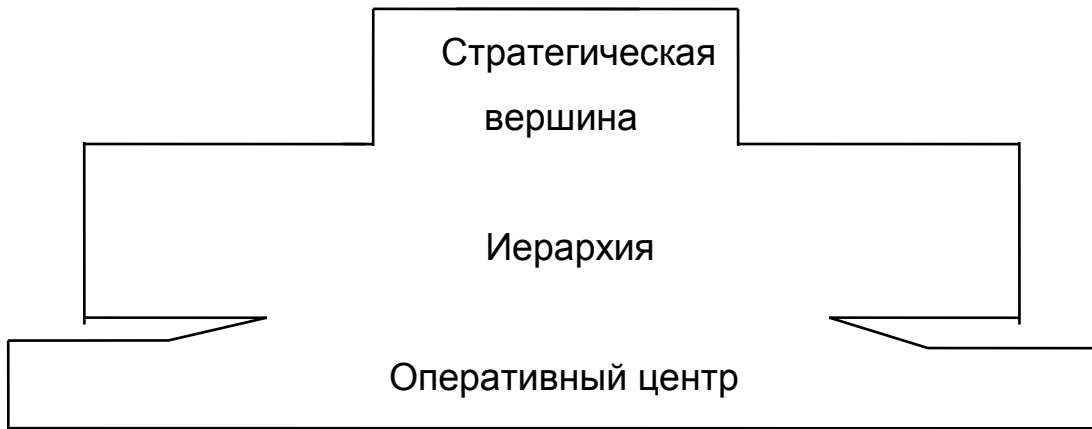 Стратегическая
вершина
Иерархия
Оперативный центр